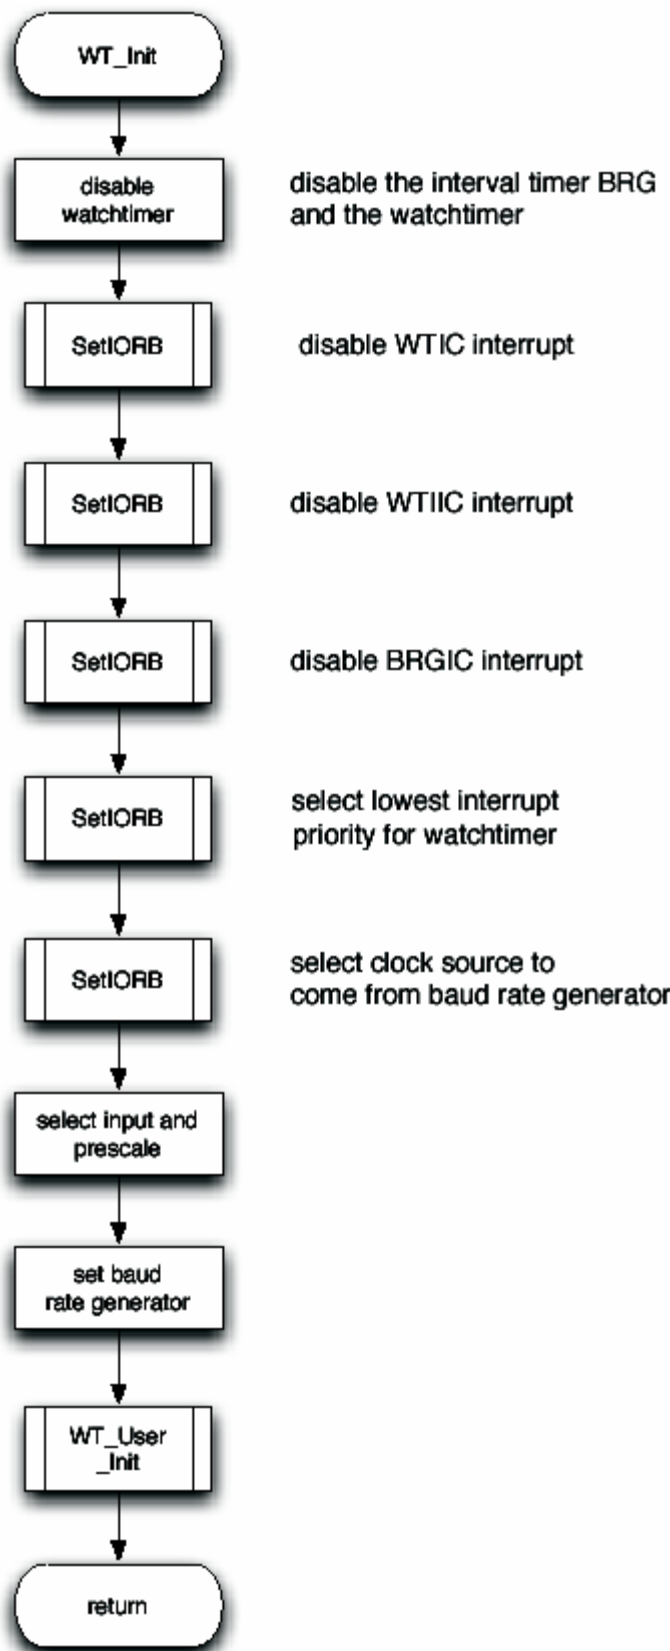 WT_Init
disable
watchtimer
disable the interval timer BRG
and the watchtimer
SetIORB
disable WTIC interrupt
SetIORB
disable WTIIC interrupt
SetIORB
disable BRGIC interrupt
SetIORB
select lowest interrupt
priority for watchtimer
SetIORB
select clock source to
come from baud rate generator
select input and
prescale
set baud
rate generator
WT_User
_Init
return